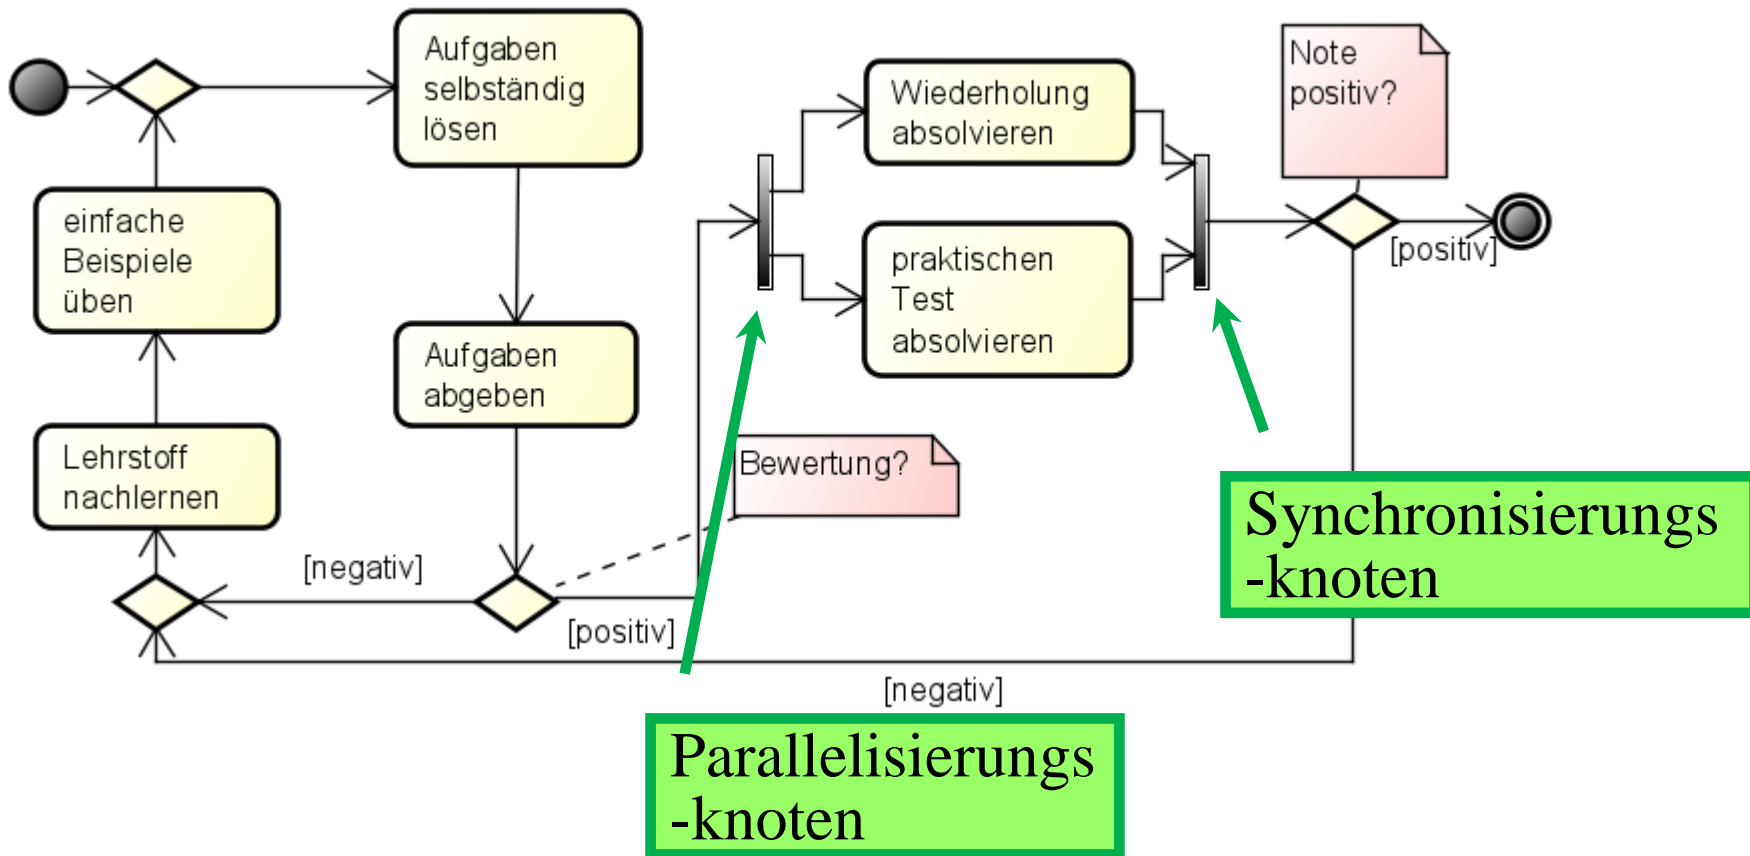 Aufgaben
selbständig
lösen
Wiederholung
absolvieren
Note
positiv?
einfache
Beispiele
üben
praktischen
Test
absolvieren
[positiv]
Aufgaben
abgeben
Lehrstoff
nachlernen
Bewertung?
Synchronisierungs
-knoten
[negativ]
[positiv]
[negativ]
Parallelisierungs
-knoten